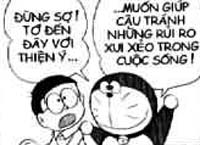 ĐỪNG SỢ!
TỚ ĐẾN
ĐÂY VỚI
THIỆN Ý...
...MUỐN GIÚP
CẬU TRÁNH
NHỮNG RỦI RO
XUI XẺO TRONG
CUỘC SỐNG!